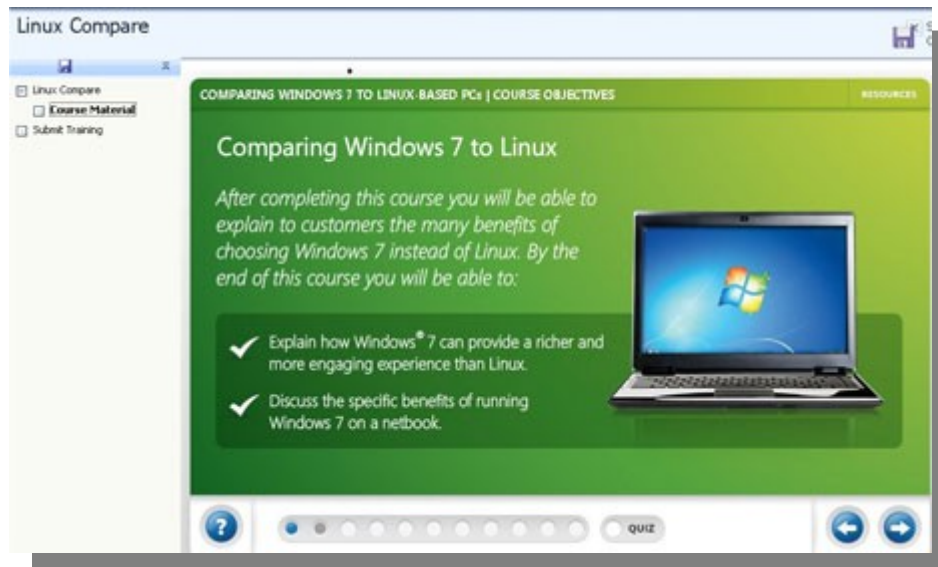 Linux Compare
Linux Compare
Course Material
Submit Training
COMPARING WINDOWS 7 TO LINUX-BASED PCs | COURSE OBJECTIVES
RESOURCES
Comparing Windows 7 to Linux
After completing this course you will be able to
explain to customers the many benefits of
choosing Windows 7 instead of Linux. By the
end of this course you will be able to:
Explain how Windows® 7 can provide a richer and
more engaging experience than Linux.
Discuss the specific benefits of running
Windows 7 on a netbook.
?
QUIZ